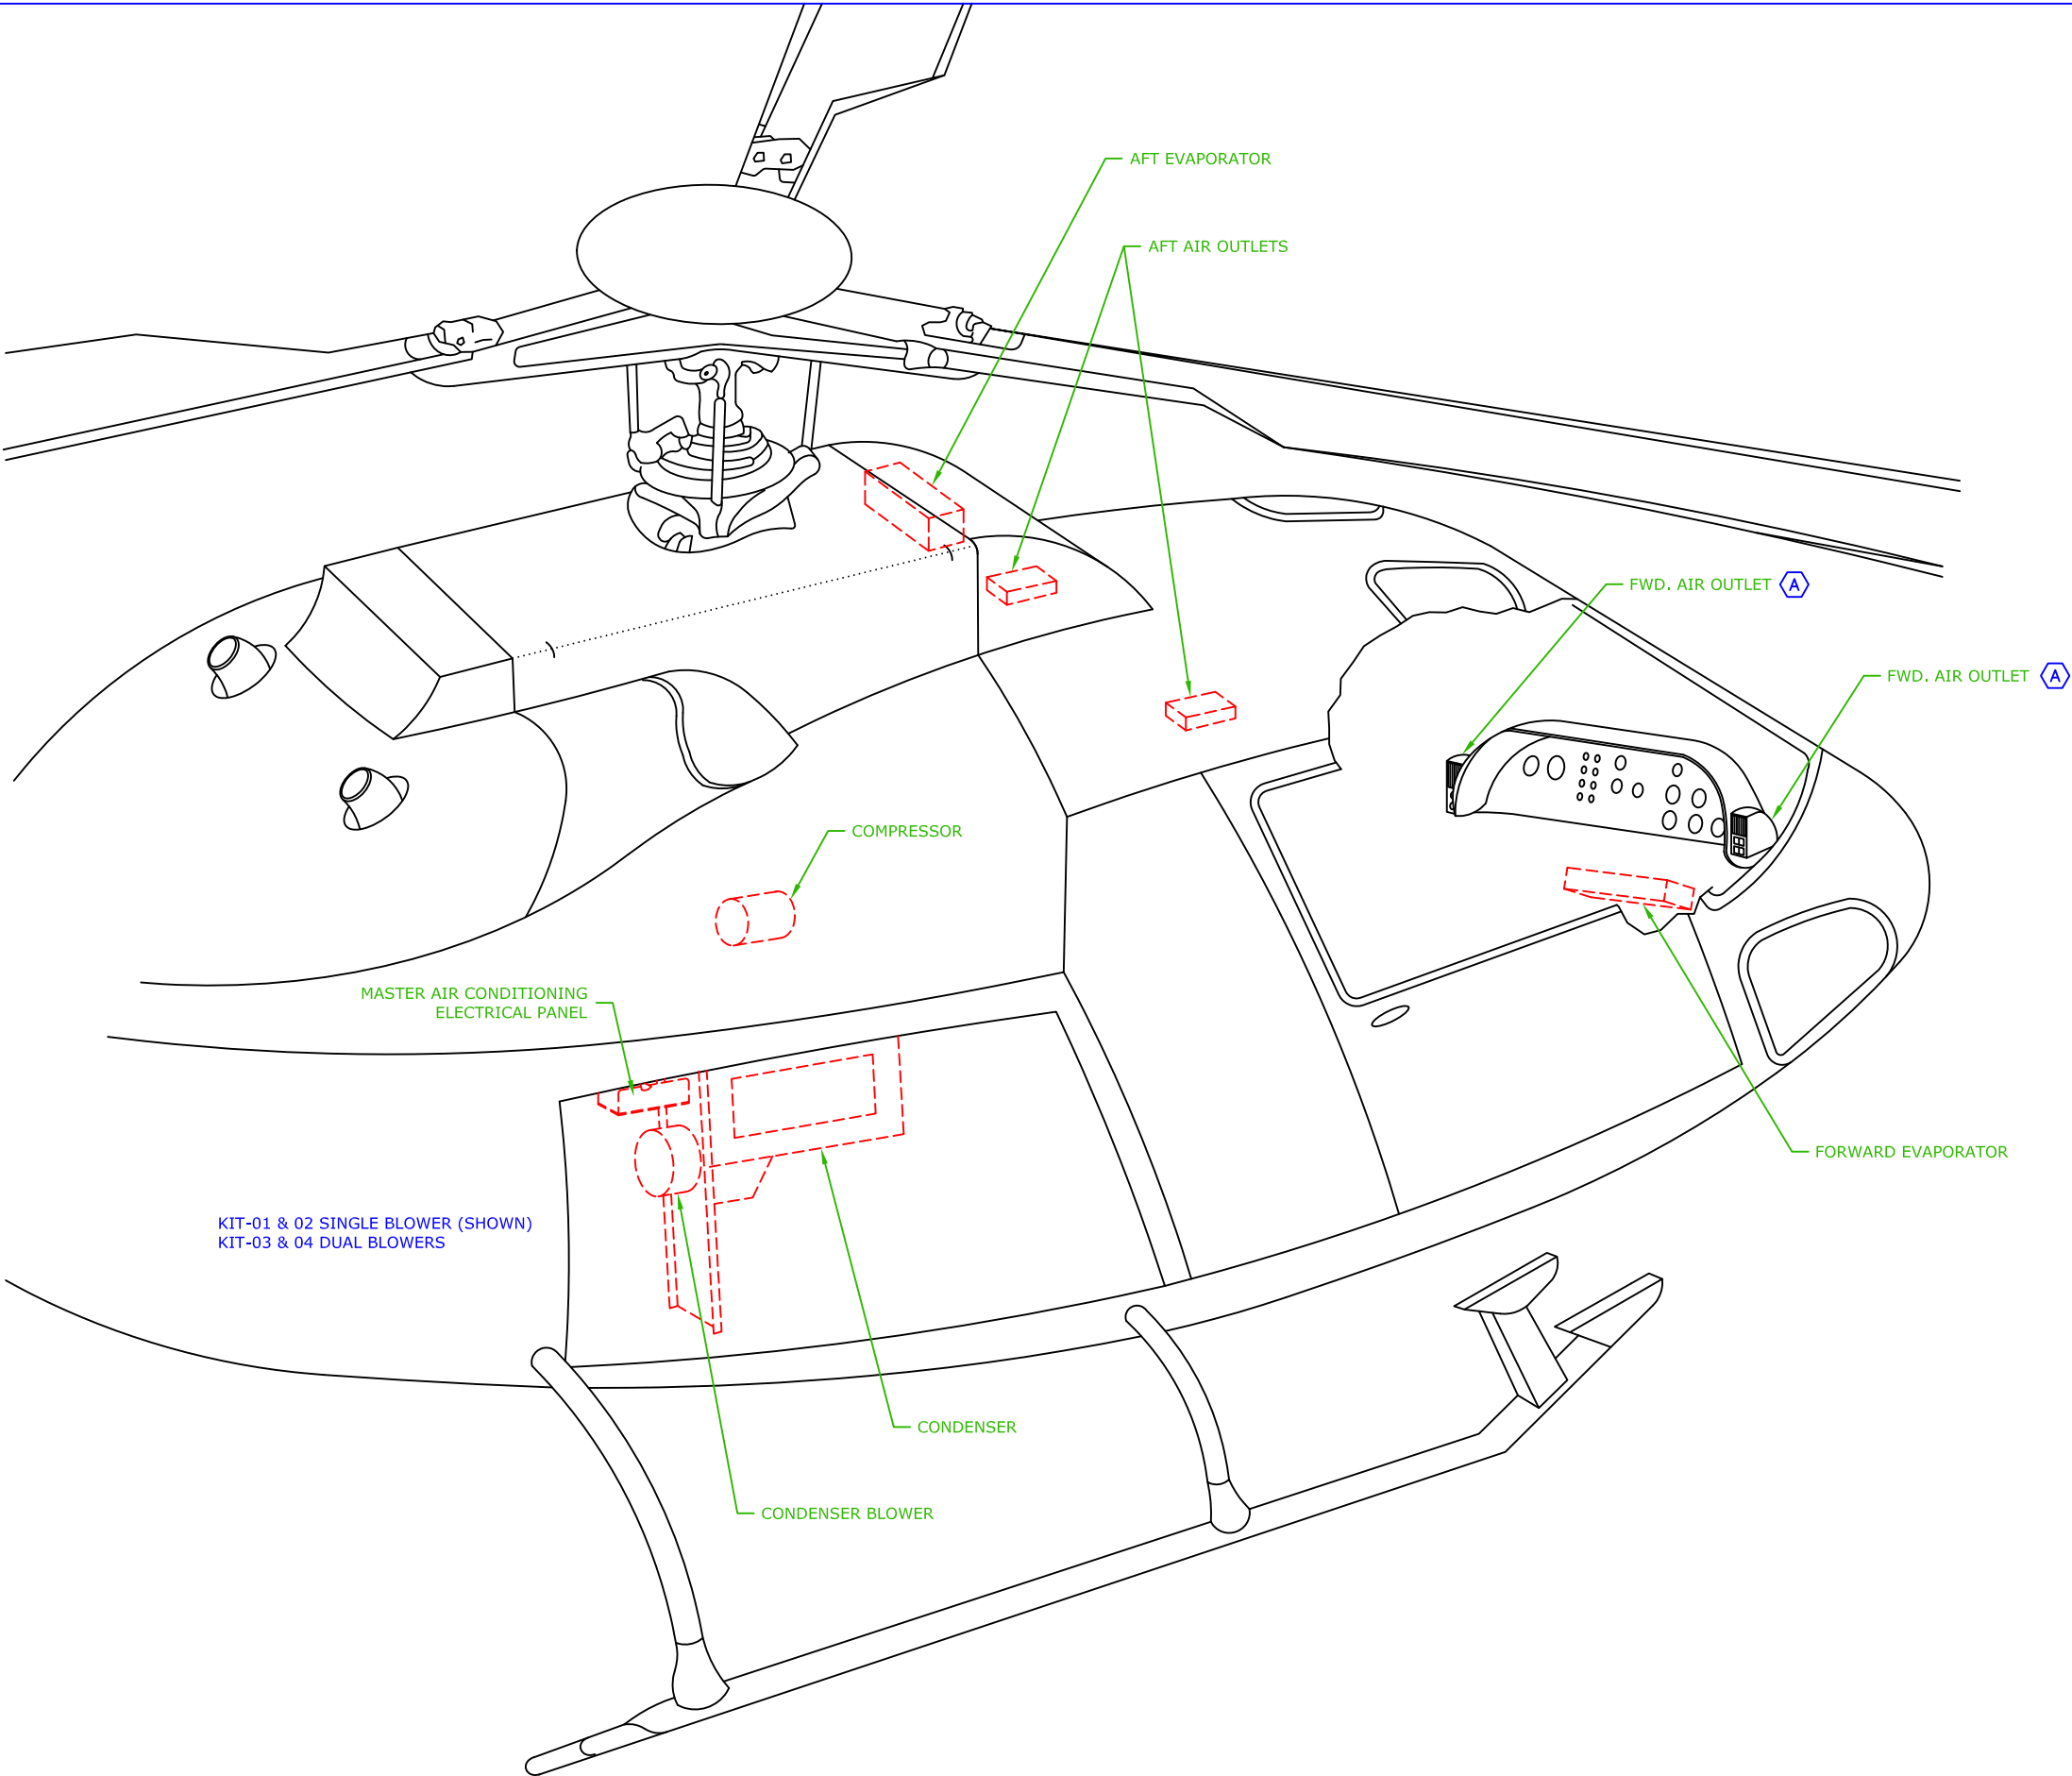 AFT EVAPORATOR
AFT AIR OUTLETS
FWD. AIR OUTLET A
FWD. AIR OUTLET A
COMPRESSOR
MASTER AIR CONDITIONING
ELECTRICAL PANEL
FORWARD EVAPORATOR
KIT-01 & 02 SINGLE BLOWER (SHOWN)
KIT-03 & 04 DUAL BLOWERS
CONDENSER
CONDENSER BLOWER